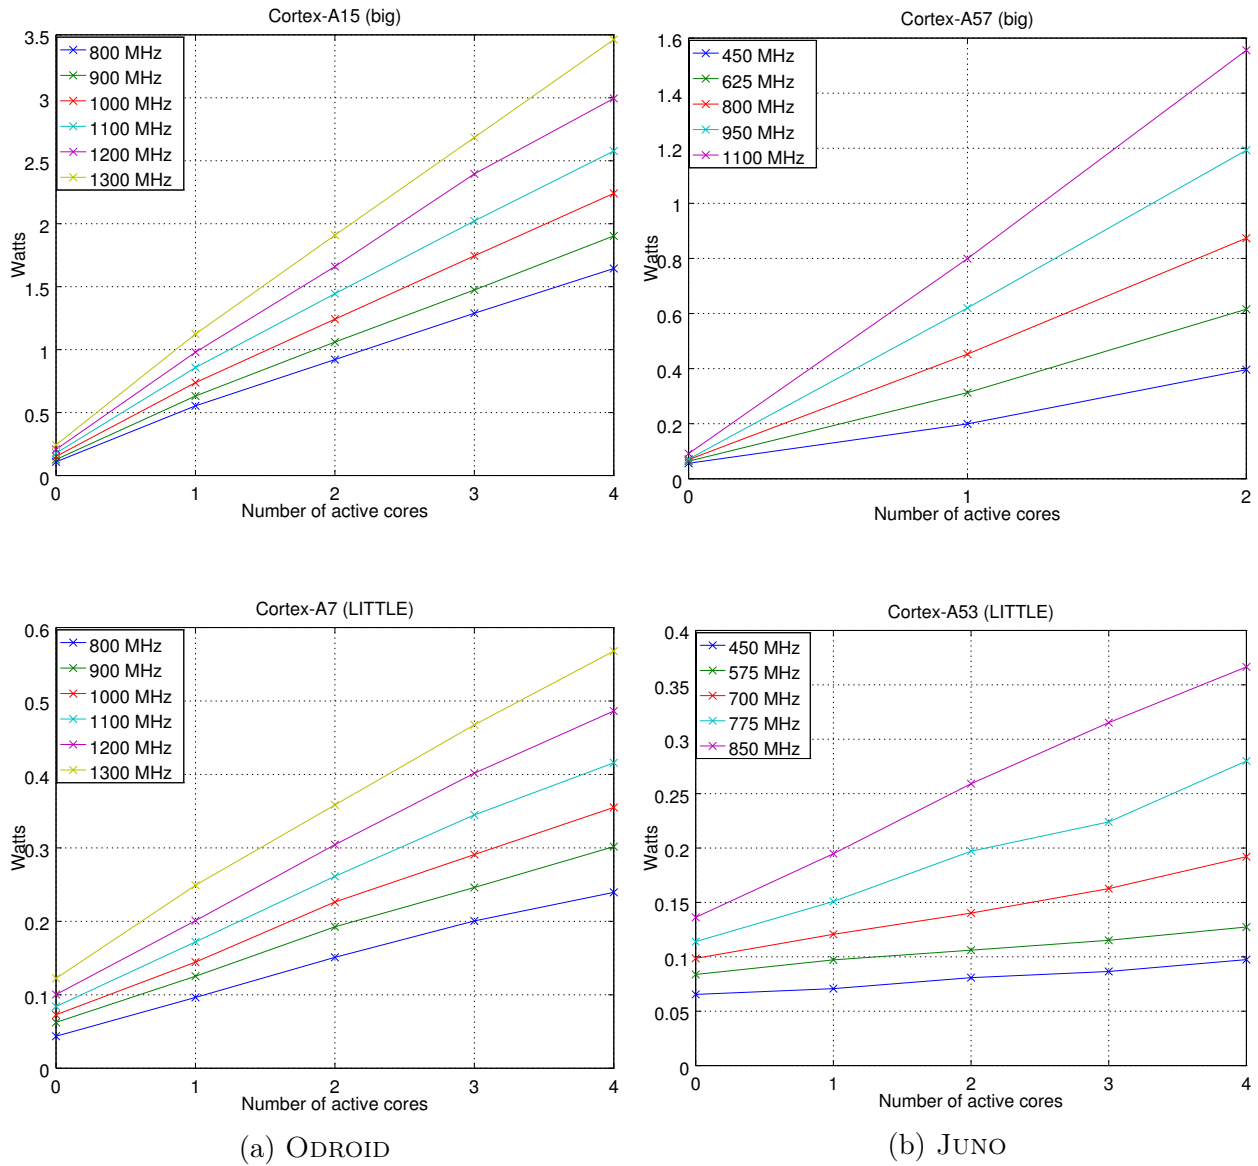 Cortex-A15 (big)
3.5
3
2.5
2
1.5
1
0.5
0
Watts
800 MHz
900 MHz
1000 MHz
1100 MHz
1200 MHz
1300 MHz
0 1 2 3 4
Number of active cores
Cortex-A57 (big)
1.6
1.4
1.2
1
0.8
0.6
0.4
0.2
0
Watts
450 MHz
625 MHz
800 MHz
950 MHz
1100 MHz
0 1 2
Number of active cores
Cortex-A7 (LITTLE)
0.6
0.5
0.4
0.3
0.2
0.1
0
Watts
800 MHz
900 MHz
1000 MHz
1100 MHz
1200 MHz
1300 MHz
0 1 2 3 4
Number of active cores
(a) ODROID
Cortex-A53 (LITTLE)
0.4
0.35
0.3
0.25
0.2
0.15
0.1
0.05
0
Watts
450 MHz
575 MHz
700 MHz
775 MHz
850 MHz
0 1 2 3 4
Number of active cores
(b) JUNO